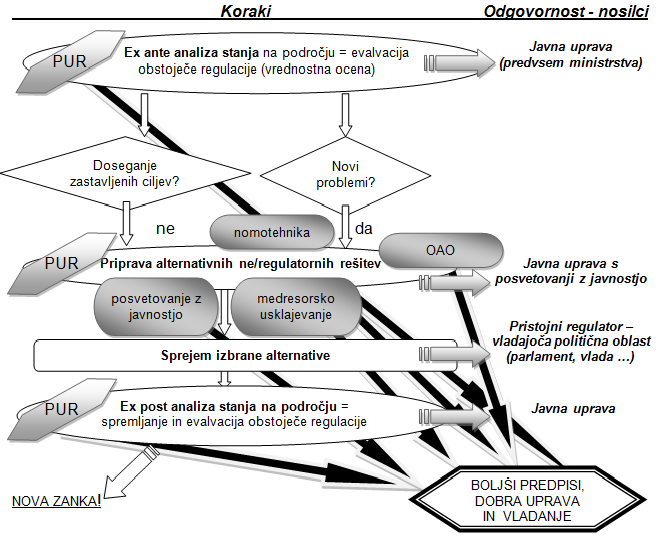 Koraki
Odgovornost - nosilci
PUR
Ex ante analiza stanja na področju = evalvacija
obstoječe regulacije (vrednostna ocena)
Javna uprava
(predvsem ministrstva)
Doseganje
zastavljenih ciljev?
Novi
problemi?
ne
nomotehnika
da
OAO
PUR
Priprava alternativnih ne/regulatornih rešitev
Javna uprava s
posvetovanji z javnostjo
posvetovanje z
javnostjo
medresorsko
usklajevanje
Sprejem izbrane alternative
Pristojni regulator –
vladajoča politična oblast
(parlament, vlada …)
PUR
Ex post analiza stanja na področju =
spremljanje in evalvacija obstoječe regulacije
Javna uprava
NOVA ZANKA!
BOLJŠI PREDPISI,
DOBRA UPRAVA
IN VLADANJE